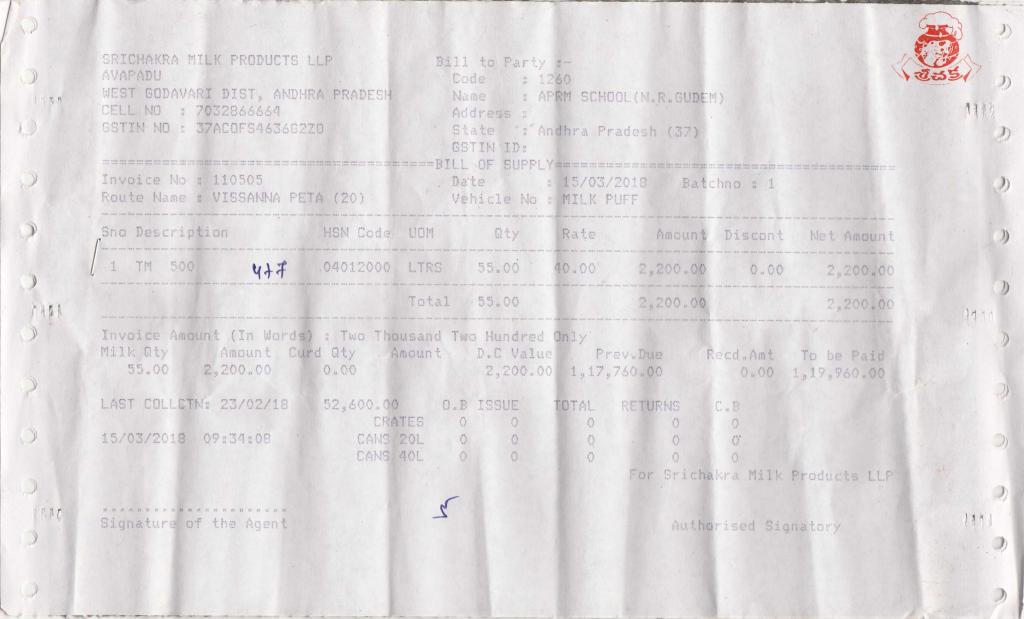 శ్రీచక్ర
SRICHAKRA MILK PRODUCTS LLP Bill to Party :-
AVAPADU Code : 1260
WEST GODAVARI DIST, ANDHRA PRADESH Name : APRM SCHOOL(N.R.GUDEM)
CELL NO : 7032866664 Address :
GSTIN NO : 37ACOFS4636G2Z0 State : Andhra Pradesh (37)
GSTIN ID:
BILL OF SUPPLY
Invoice No : 110505 Date : 15/03/2018 Batchno : 1
Route Name : VISSANNA PETA (20) Vehicle No : MILK PUFF
Sno Description HSN Code UOM Qty Rate Amount Discont Net Amount
1 TM 500 04012000 LTRS 55.00 40.00 2,200.00 0.00 2,200.00
Total 55.00 2,200.00 2,200.00
Invoice Amount (In Words) : Two Thousand Two Hundred Only
Milk Qty Amount Curd Qty Amount D.C Value Prev.Due Recd.Amt To be Paid
55.00 2,200.00 0.00 2,200.00 1,17,760.00 0.00 1,19,960.00
LAST COLLCTN: 23/02/18 52,600.00 O.B ISSUE TOTAL RETURNS C.B
CRATES 0 0 0 0 0
15/03/2018 09:34:08 CANS 20L 0 0 0 0 0
CANS 40L 0 0 0 0 0
For Srichakra Milk Products LLP
Signature of the Agent Authorised Signatory